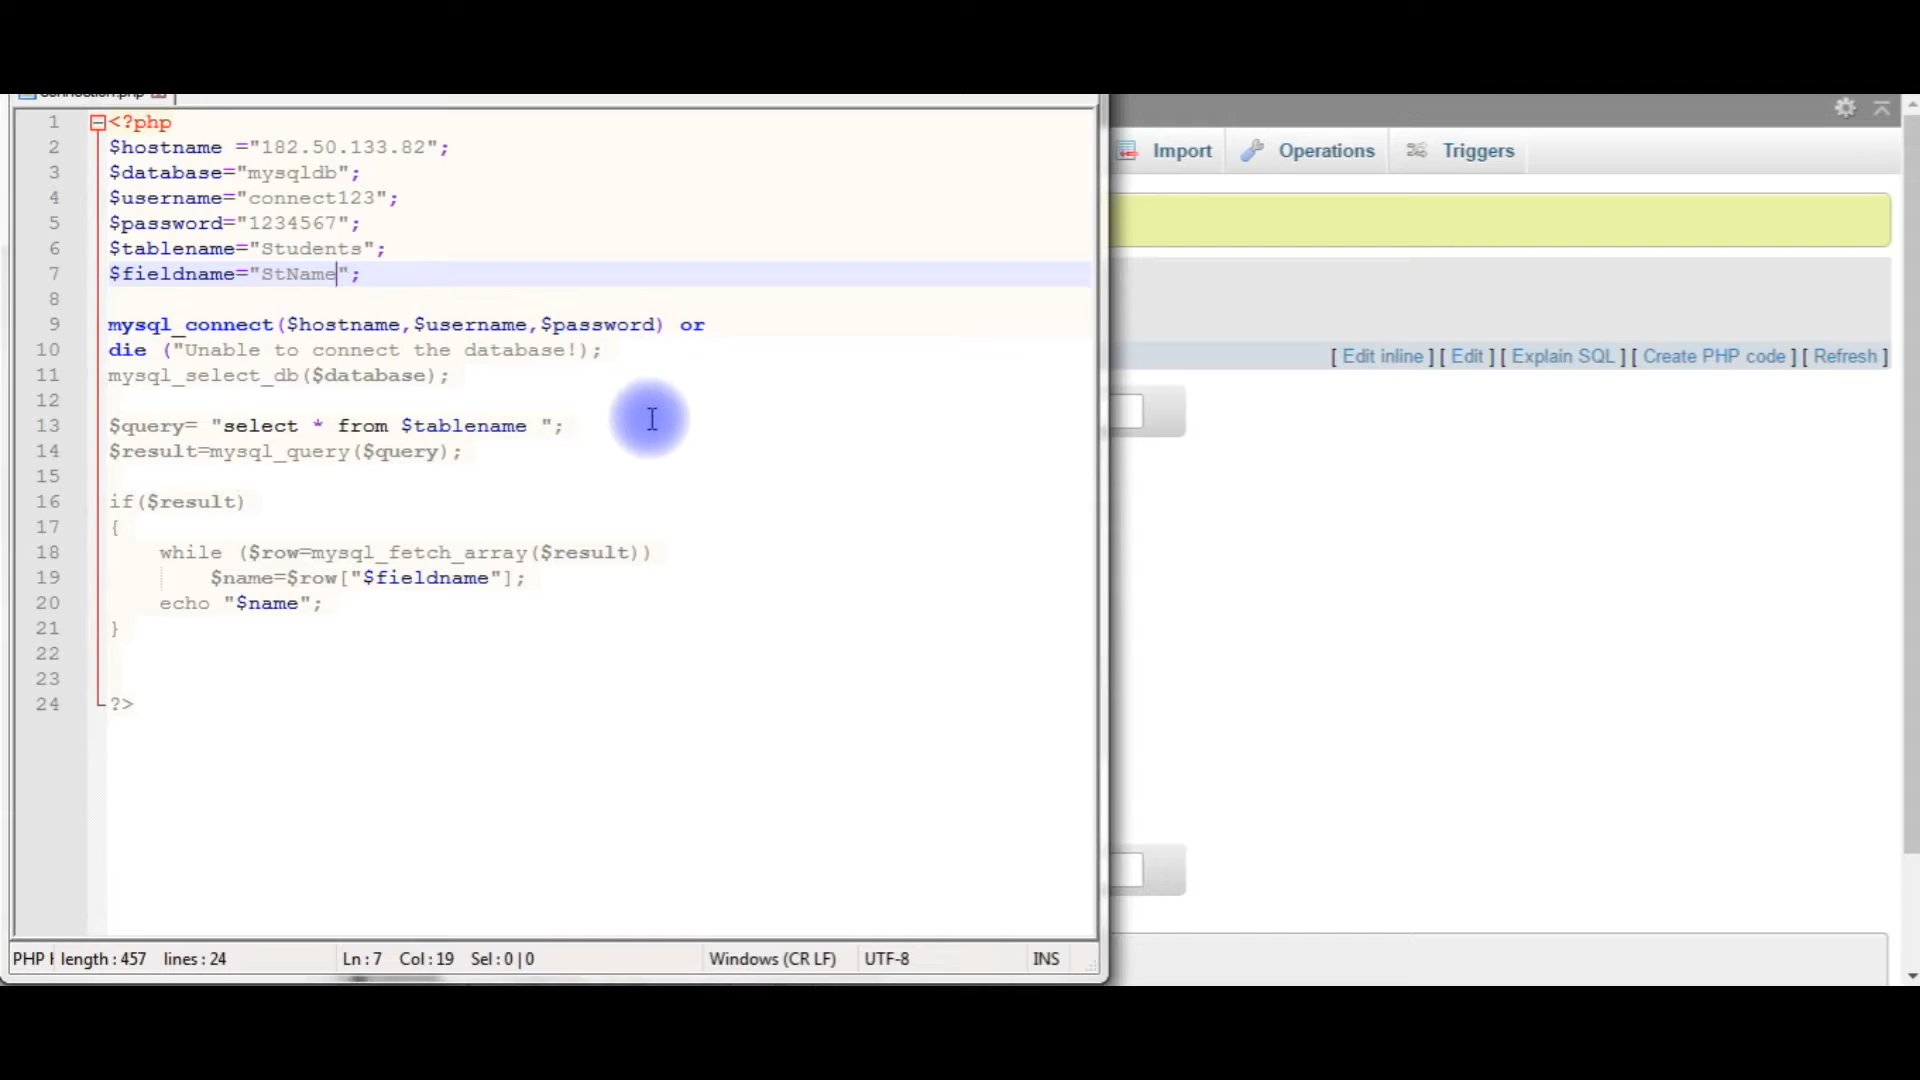 connection.php
1 <?php
2 $hostname ="182.50.133.82";
3 $database="mysqldb";
4 $username="connect123";
5 $password="1234567";
6 $tablename="Students";
7 $fieldname="StName";
8
9 mysql_connect($hostname,$username,$password) or
10 die ("Unable to connect the database!);
11 mysql_select_db($database);
12
13 $query= "select * from $tablename ";
14 $result=mysql_query($query);
15
16 if($result)
17 {
18 while ($row=mysql_fetch_array($result))
19 $name=$row["$fieldname"];
20 echo "$name";
21 }
22
23
24 ?>
PHP length : 457 lines : 24 Ln : 7 Col : 19 Sel : 0 | 0 Windows (CR LF) UTF-8 INS
Import Operations Triggers
[ Edit inline ] [ Edit ] [ Explain SQL ] [ Create PHP code ] [ Refresh ]